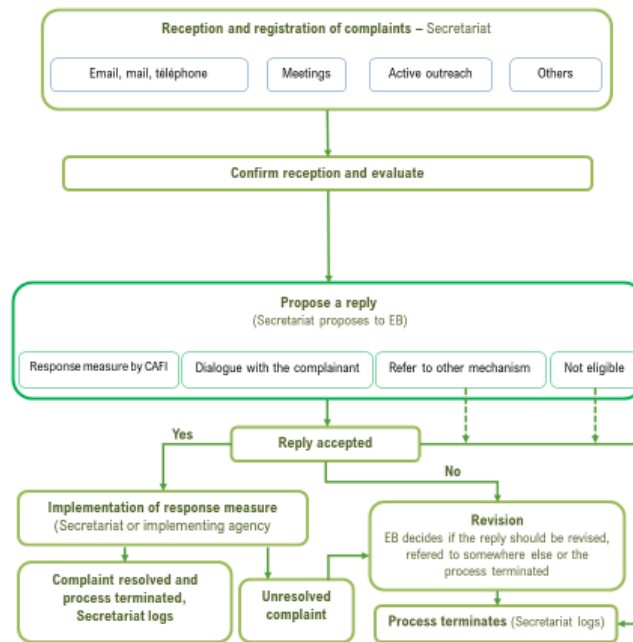 Reception and registration of complaints – Secretariat
Email, mail, téléphone
Meetings
Active outreach
Others
Confirm reception and evaluate
Propose a reply
(Secretariat proposes to EB)
Response measure by CAFI
Dialogue with the complainant
Refer to other mechanism
Not eligible
Yes
Reply accepted
No
Implementation of response measure
(Secretariat or implementing agency
Revision
EB decides if the reply should be revised,
refered to somewhere else or the
process terminated
Complaint resolved and
process terminated,
Secretariat logs
Unresolved
complaint
Process terminates (Secretariat logs)